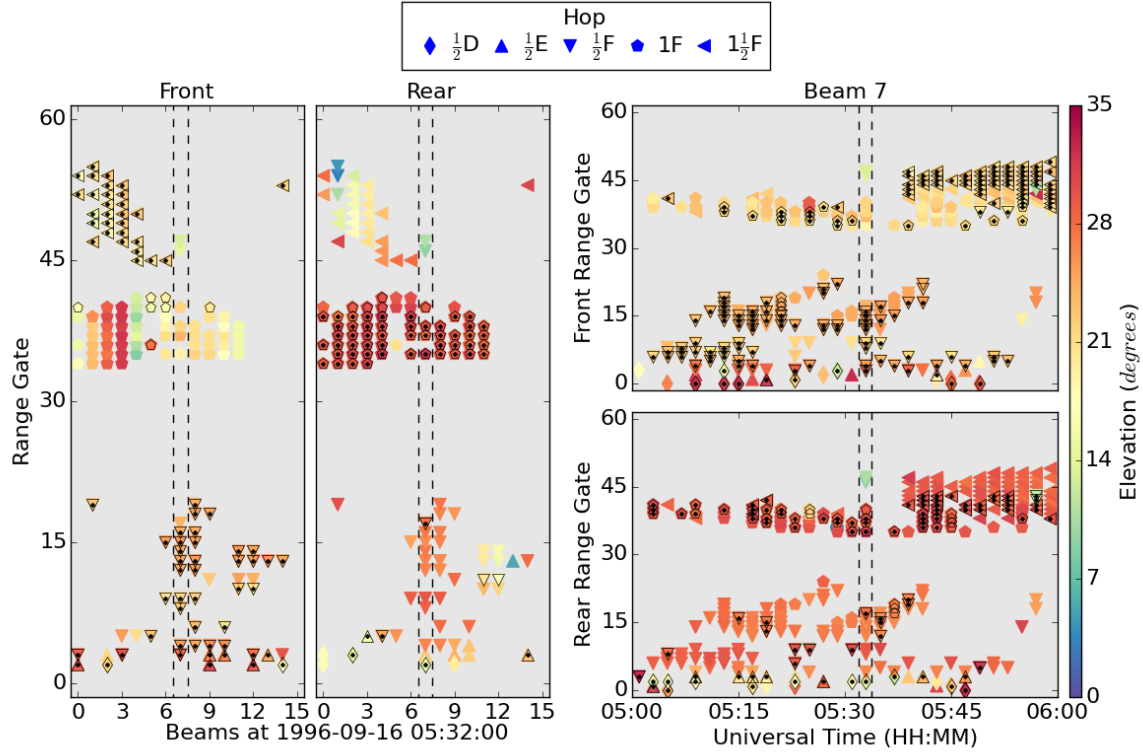 Hop
½D ½E ½F 1F 1½F
Front Rear Beam 7
Range Gate
60
45
30
15
0
0 3 6 9 12 15
0 3 6 9 12 15
Beams at 1996-09-16 05:32:00
Front Range Gate
60
45
30
15
0
Rear Range Gate
60
45
30
15
0
05:00 05:15 05:30 05:45 06:00
Universal Time (HH:MM)
35
28
21
14
7
0
Elevation (degrees)